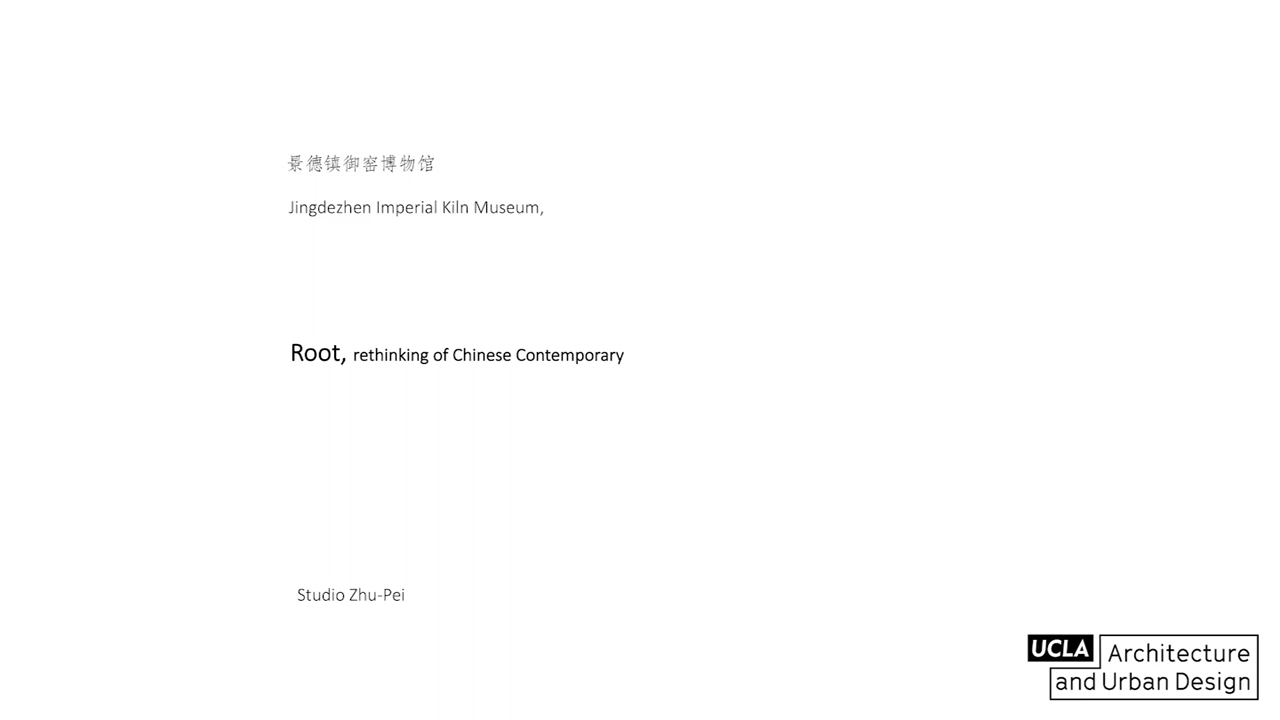 景德镇御窑博物馆
Jingdezhen Imperial Kiln Museum,
Root, rethinking of Chinese Contemporary
Studio Zhu-Pei
UCLA Architecture
and Urban Design